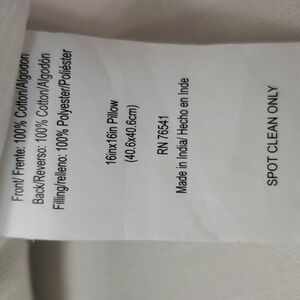 Front/ Frente: 100% Cotton/Algodon
Back/Reverso: 100% Cotton/Algodón
Filling/relleno: 100% Polyester/Poliéster
16inx16in Pillow
(40.6x40.6cm)
RN 76541
Made in India/ Hecho en Inde
SPOT CLEAN ONLY